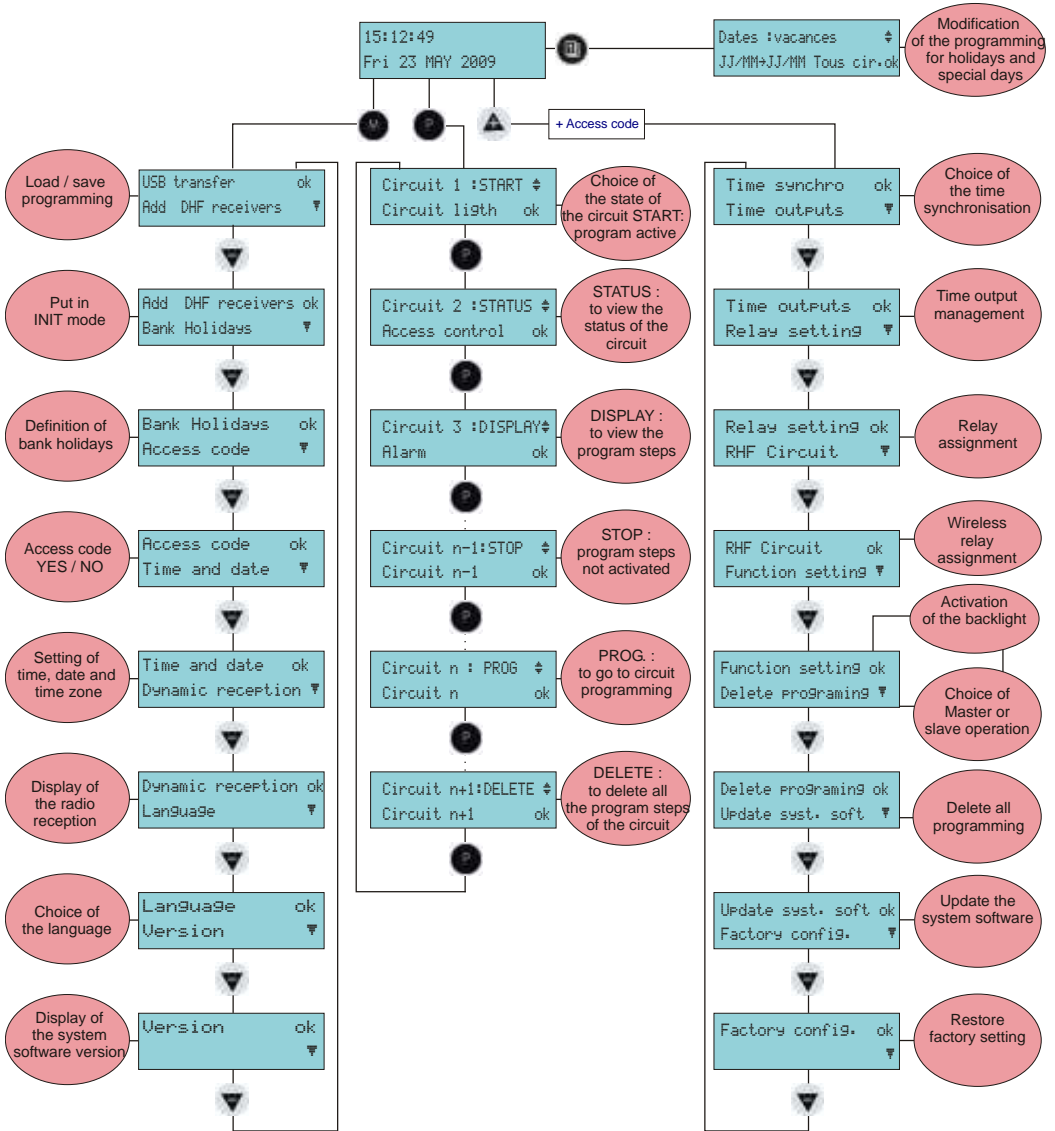 15:12:49
Fri 23 MAY 2009
Dates :vacances
JJ/MM→JJ/MM Tous cir.ok
Modification
of the programming
for holidays and
special days
P
+ Access code
Load / save
programming
USB transfer ok
Add DHF receivers
Put in
INIT mode
Add DHF receivers ok
Bank Holidays
Definition of
bank holidays
Bank Holidays ok
Access code
Access code
YES / NO
Access code ok
Time and date
Setting of
time, date and
time zone
Time and date ok
Dynamic reception
Display of
the radio
reception
Dynamic reception ok
Language
Choice of
the language
Language ok
Version
Display of
the system
software version
Version ok
Circuit 1 :START
Circuit ligth ok
Choice of
the state of
the circuit START:
program active
P
Circuit 2 :STATUS
Access control ok
STATUS :
to view the
status of the
circuit
P
Circuit 3 :DISPLAY
Alarm ok
DISPLAY :
to view the
program steps
P
Circuit n-1:STOP
Circuit n-1 ok
STOP :
program steps
not activated
P
Circuit n : PROG
Circuit n ok
PROG. :
to go to circuit
programming
P
Circuit n+1:DELETE
Circuit n+1 ok
DELETE :
to delete all
the program steps
of the circuit
P
Time synchro ok
Time outputs
Choice of
the time
synchronisation
Time outputs ok
Relay setting
Time output
management
Relay setting ok
RHF Circuit
Relay
assignment
RHF Circuit ok
Function setting
Wireless
relay
assignment
Activation
of the backlight
Function setting ok
Delete programing
Choice of
Master or
slave operation
Delete programing ok
Update syst. soft
Delete all
programming
Update syst. soft ok
Factory config.
Update the
system software
Factory config. ok
Restore
factory setting